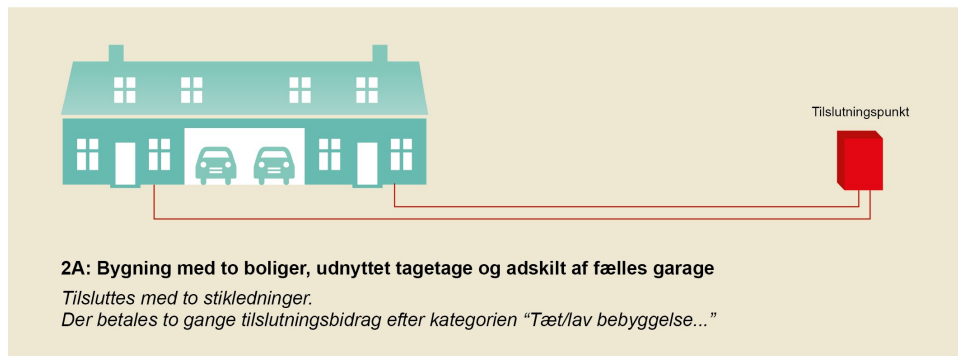 Tilslutningspunkt
2A: Bygning med to boliger, udnyttet tagetage og adskilt af fælles garage
Tilsluttes med to stikledninger.
Der betales to gange tilslutningsbidrag efter kategorien “Tæt/lav bebyggelse...”